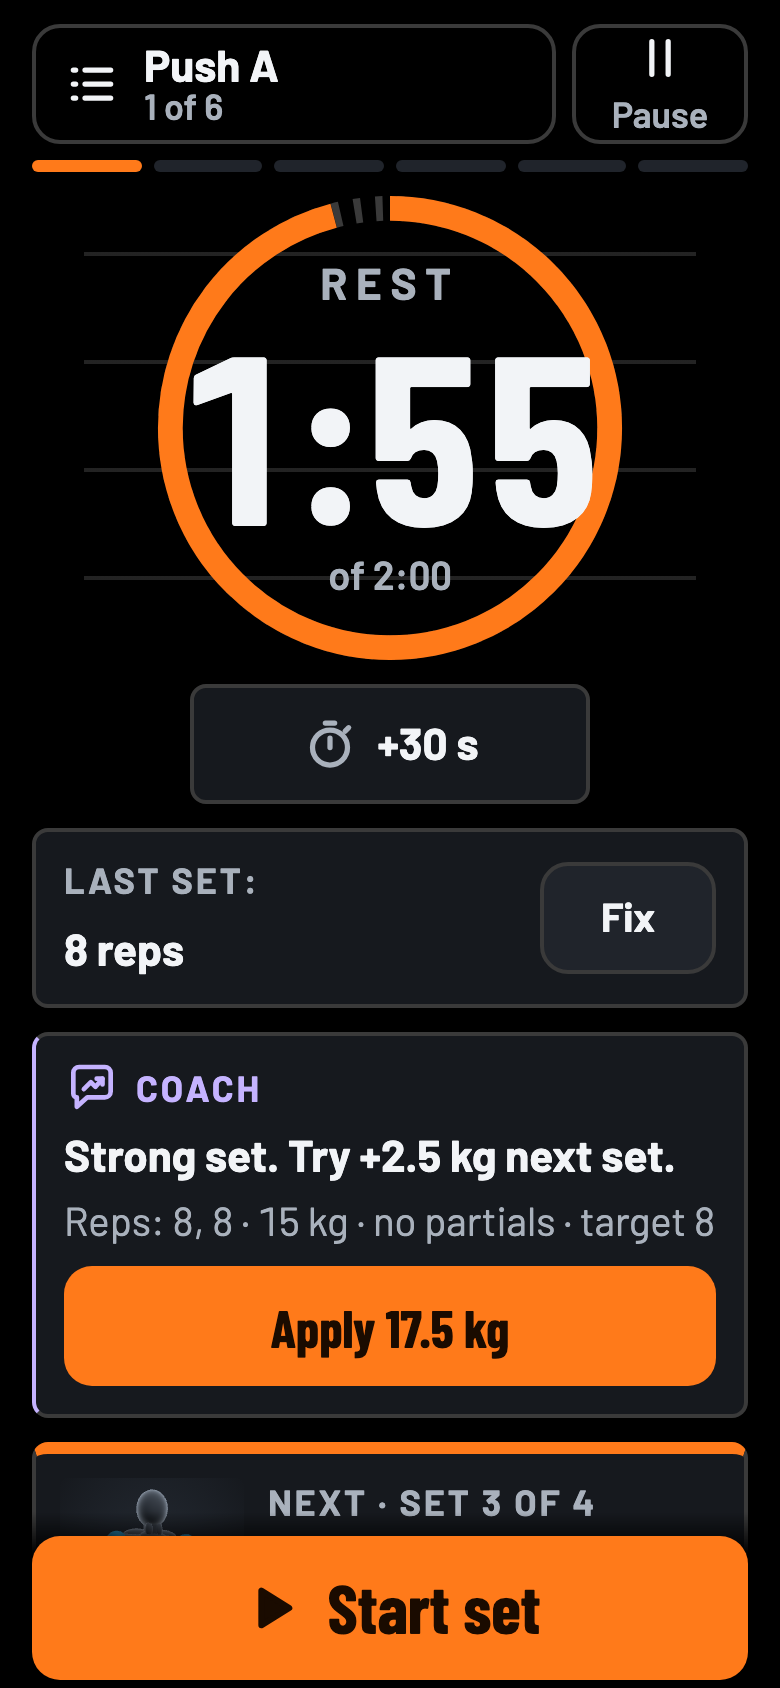 Push A
1 of 6
Pause
REST
1:55
of 2:00
+30 s
LAST SET:
8 reps
Fix
COACH
Strong set. Try +2.5 kg next set.
Reps: 8, 8 · 15 kg · no partials · target 8
Apply 17.5 kg
NEXT · SET 3 OF 4
Start set